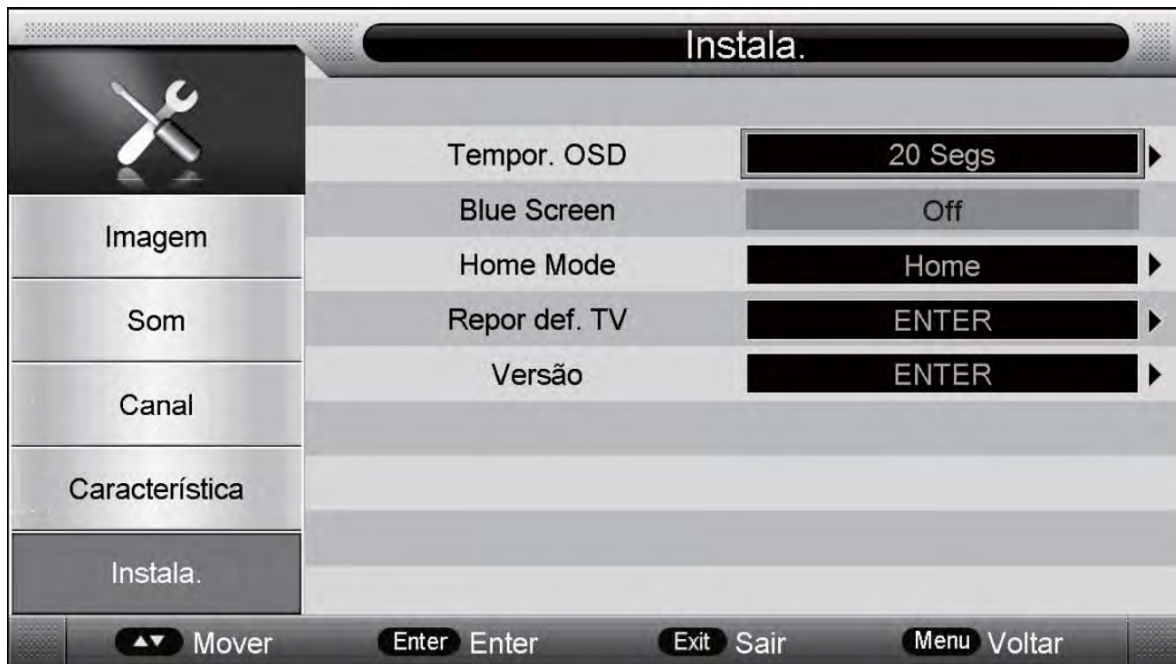 Instala.
Imagem
Som
Canal
Característica
Instala.
Tempor. OSD 20 Segs
Blue Screen Off
Home Mode Home
Repor def. TV ENTER
Versão ENTER
Mover Enter Enter Exit Sair Menu Voltar